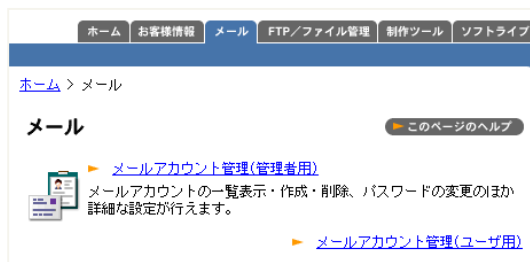 ホーム お客様情報 メール FTP／ファイル管理 制作ツール ソフトライブ
ホーム > メール
メール
このページのヘルプ
メールアカウント管理(管理者用)
メールアカウントの一覧表示・作成・削除、パスワードの変更のほか
詳細な設定が行えます。
メールアカウント管理(ユーザ用)